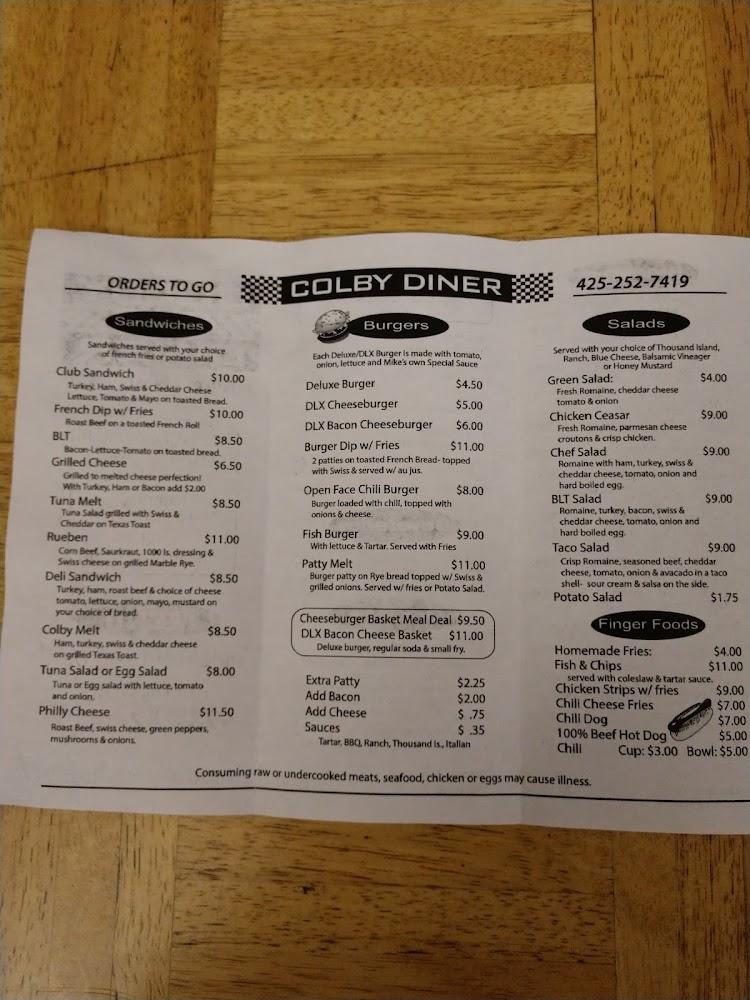 ORDERS TO GO
COLBY DINER
425-252-7419
Sandwiches
Sandwiches served with your choice
of french fries or potato salad
Club Sandwich $10.00
Turkey, Ham, Swiss & Cheddar Cheese
Lettuce, Tomato & Mayo on toasted Bread.
French Dip w/ Fries $10.00
Roast Beef on a toasted French Roll
BLT $8.50
Bacon-Lettuce-Tomato on toasted bread.
Grilled Cheese $6.50
Grilled to melted cheese perfection!
With Turkey, Ham or Bacon add $2.00
Tuna Melt $8.50
Tuna Salad grilled with Swiss &
Cheddar on Texas Toast
Rueben $11.00
Corn Beef, Saurkraut, 1000 Is. dressing &
Swiss cheese on grilled Marble Rye.
Deli Sandwich $8.50
Turkey, ham, roast beef & choice of cheese
tomato, lettuce, onion, mayo, mustard on
your choice of bread.
Colby Melt $8.50
Ham, turkey, swiss & cheddar cheese
on grilled Texas Toast.
Tuna Salad or Egg Salad $8.00
Tuna or Egg salad with lettuce, tomato
and onion.
Philly Cheese $11.50
Roast Beef, swiss cheese, green peppers,
mushrooms & onions.
Burgers
Each Deluxe/DLX Burger is made with tomato,
onion, lettuce and Mike's own Special Sauce
Deluxe Burger $4.50
DLX Cheeseburger $5.00
DLX Bacon Cheeseburger $6.00
Burger Dip w/ Fries $11.00
2 patties on toasted French Bread- topped
with Swiss & served w/ au jus.
Open Face Chili Burger $8.00
Burger loaded with chili, topped with
onions & cheese.
Fish Burger $9.00
With lettuce & Tartar. Served with Fries
Patty Melt $11.00
Burger patty on Rye bread topped w/ Swiss &
grilled onions. Served w/ fries or Potato Salad.
Cheeseburger Basket Meal Deal $9.50
DLX Bacon Cheese Basket $11.00
Deluxe burger, regular soda & small fry.
Extra Patty $2.25
Add Bacon $2.00
Add Cheese $ .75
Sauces $ .35
Tartar, BBQ, Ranch, Thousand Is., Italian
Salads
Served with your choice of Thousand Island,
Ranch, Blue Cheese, Balsamic Vineager
or Honey Mustard
Green Salad: $4.00
Fresh Romaine, cheddar cheese
tomato & onion
Chicken Ceasar $9.00
Fresh Romaine, parmesan cheese
croutons & crisp chicken.
Chef Salad $9.00
Romaine with ham, turkey, swiss &
cheddar cheese, tomato, onion and
hard boiled egg.
BLT Salad $9.00
Romaine, turkey, bacon, swiss &
cheddar cheese, tomato, onion and
hard boiled egg.
Taco Salad $9.00
Crisp Romaine, seasoned beef, cheddar
cheese, tomato, onion & avacado in a taco
shell- sour cream & salsa on the side.
Potato Salad $1.75
Finger Foods
Homemade Fries: $4.00
Fish & Chips $11.00
served with coleslaw & tartar sauce.
Chicken Strips w/ fries $9.00
Chili Cheese Fries $7.00
Chili Dog $7.00
100% Beef Hot Dog $5.00
Chili Cup: $3.00 Bowl: $5.00
Consuming raw or undercooked meats, seafood, chicken or eggs may cause illness.